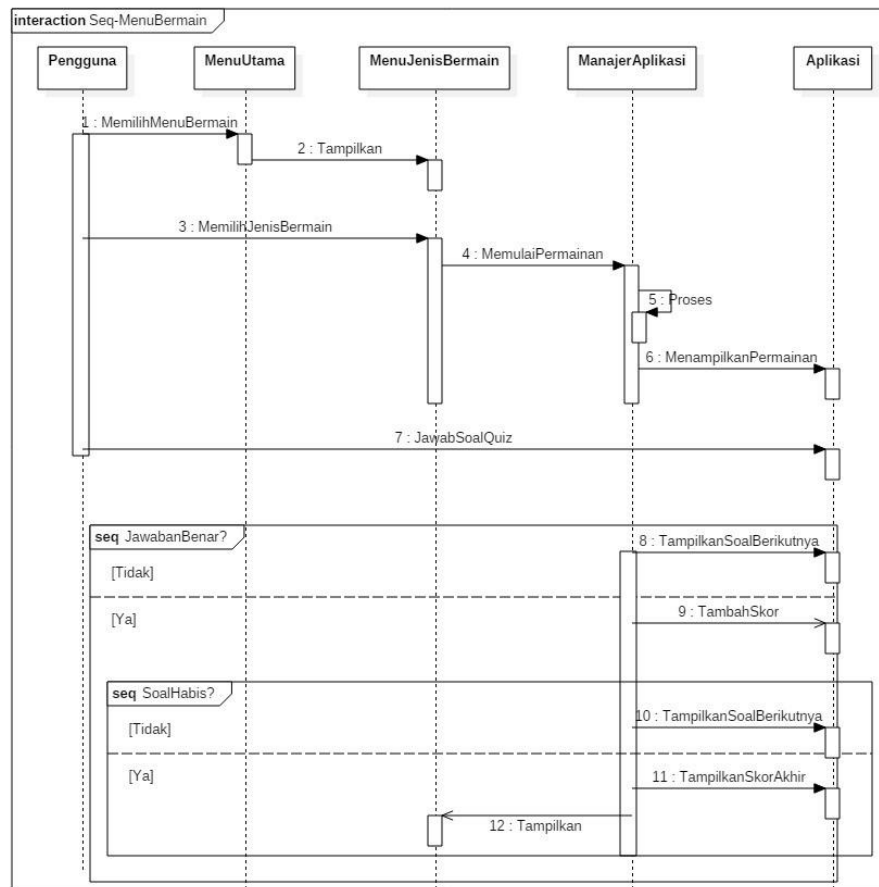 interaction Seq-MenuBermain
Pengguna
MenuUtama
MenuJenisBermain
ManajerAplikasi
Aplikasi
1 : MemilihMenuBermain
2 : Tampilkan
3 : MemilihJenisBermain
4 : MemulaiPermainan
5 : Proses
6 : MenampilkanPermainan
7 : JawabSoalQuiz
seq JawabanBenar?
8 : TampilkanSoalBerikutnya
[Tidak]
[Ya]
9 : TambahSkor
seq SoalHabis?
10 : TampilkanSoalBerikutnya
[Tidak]
[Ya]
11 : TampilkanSkorAkhir
12 : Tampilkan